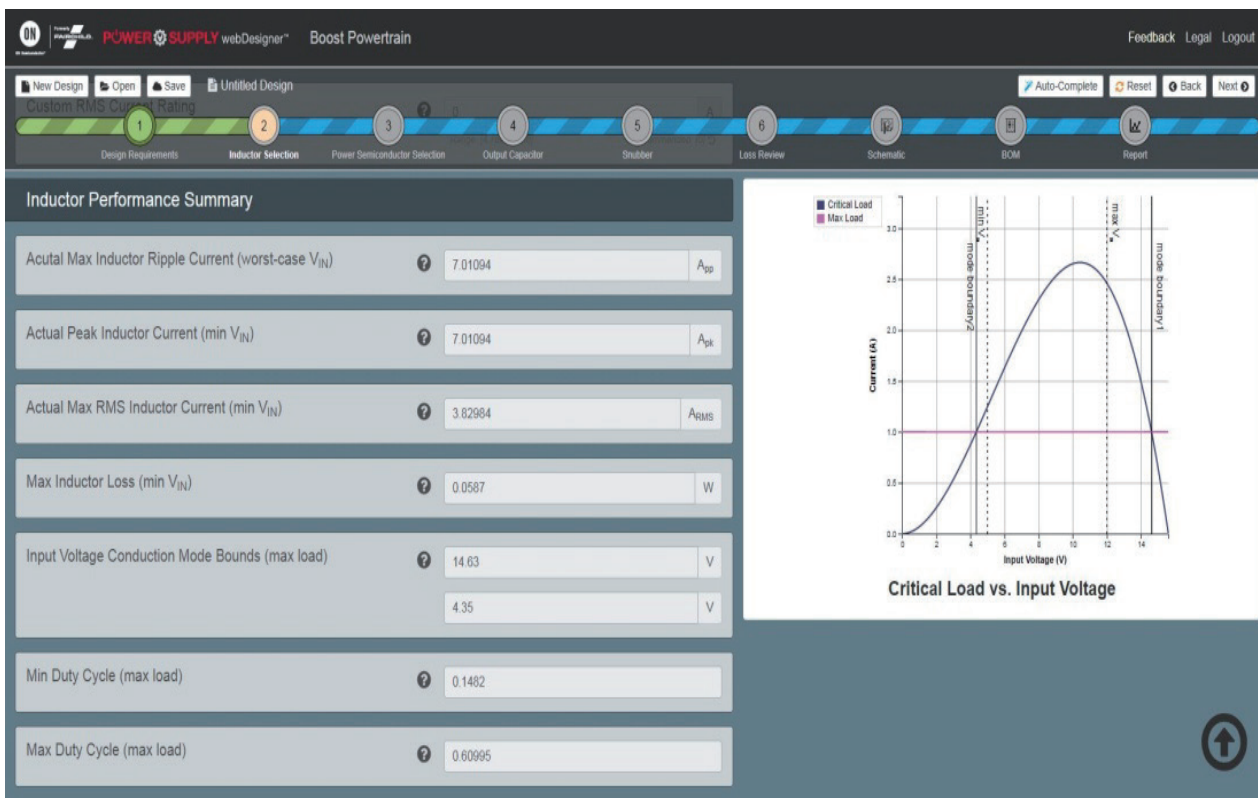 ON
Formerly
FAIRCHILD
ON Semiconductor
POWER SUPPLY webDesigner™
Boost Powertrain
Feedback Legal Logout
New Design Open Save Untitled Design
Auto-Complete Reset Back Next
Custom RMS Current Rating
0 A
1 2 3 4 5 6
Design Requirements Inductor Selection Power Semiconductor Selection Output Capacitor Snubber Loss Review Schematic BOM Report
Inductor Performance Summary
Acutal Max Inductor Ripple Current (worst-case VIN) ? 7.01094 App
Actual Peak Inductor Current (min VIN) ? 7.01094 Apk
Actual Max RMS Inductor Current (min VIN) ? 3.82984 ARMS
Max Inductor Loss (min VIN) ? 0.0587 W
Input Voltage Conduction Mode Bounds (max load) ? 14.63 V
4.35 V
Min Duty Cycle (max load) ? 0.1482
Max Duty Cycle (max load) ? 0.60995
Critical Load
Max Load
Current (A)
3.0
2.5
2.0
1.5
1.0
0.5
0.0
mode boundary2
min V
max V
mode boundary1
0 2 4 6 8 10 12 14
Input Voltage (V)
Critical Load vs. Input Voltage